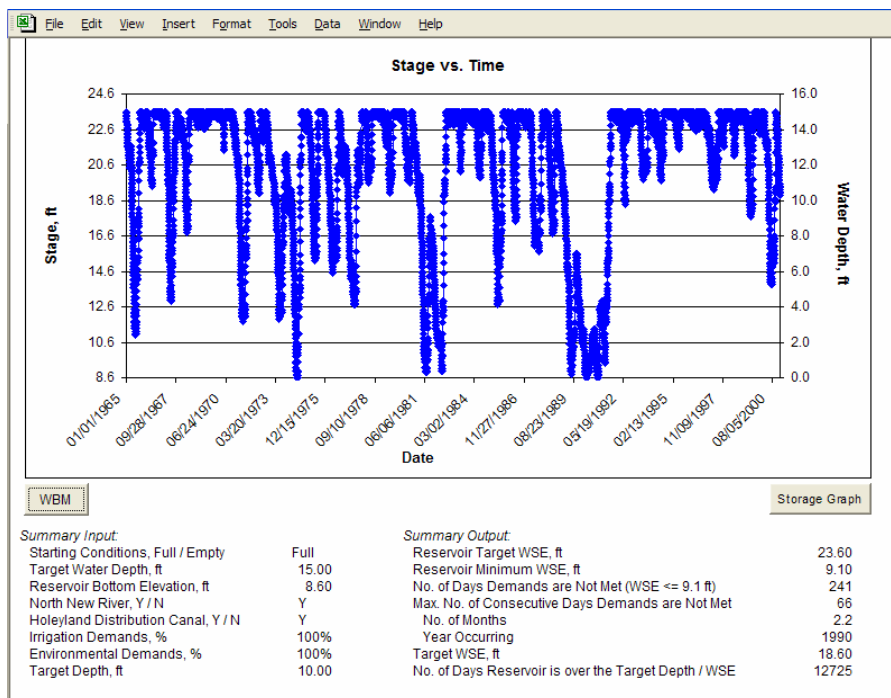 File Edit View Insert Format Tools Data Window Help
Stage vs. Time
24.6
22.6
20.6
18.6
16.6
14.6
12.6
10.6
8.6
Stage, ft
16.0
14.0
12.0
10.0
8.0
6.0
4.0
2.0
0.0
Water Depth, ft
01/01/1965
09/28/1967
06/24/1970
03/20/1973
12/15/1975
09/10/1978
06/06/1981
03/02/1984
11/27/1986
08/23/1989
05/19/1992
02/13/1995
11/09/1997
08/05/2000
Date
WBM
Storage Graph
Summary Input:
Starting Conditions, Full / Empty Full
Target Water Depth, ft 15.00
Reservoir Bottom Elevation, ft 8.60
North New River, Y / N Y
Holeyland Distribution Canal, Y / N Y
Irrigation Demands, % 100%
Environmental Demands, % 100%
Target Depth, ft 10.00
Summary Output:
Reservoir Target WSE, ft 23.60
Reservoir Minimum WSE, ft 9.10
No. of Days Demands are Not Met (WSE <= 9.1 ft) 241
Max. No. of Consecutive Days Demands are Not Met 66
No. of Months 2.2
Year Occurring 1990
Target WSE, ft 18.60
No. of Days Reservoir is over the Target Depth / WSE 12725